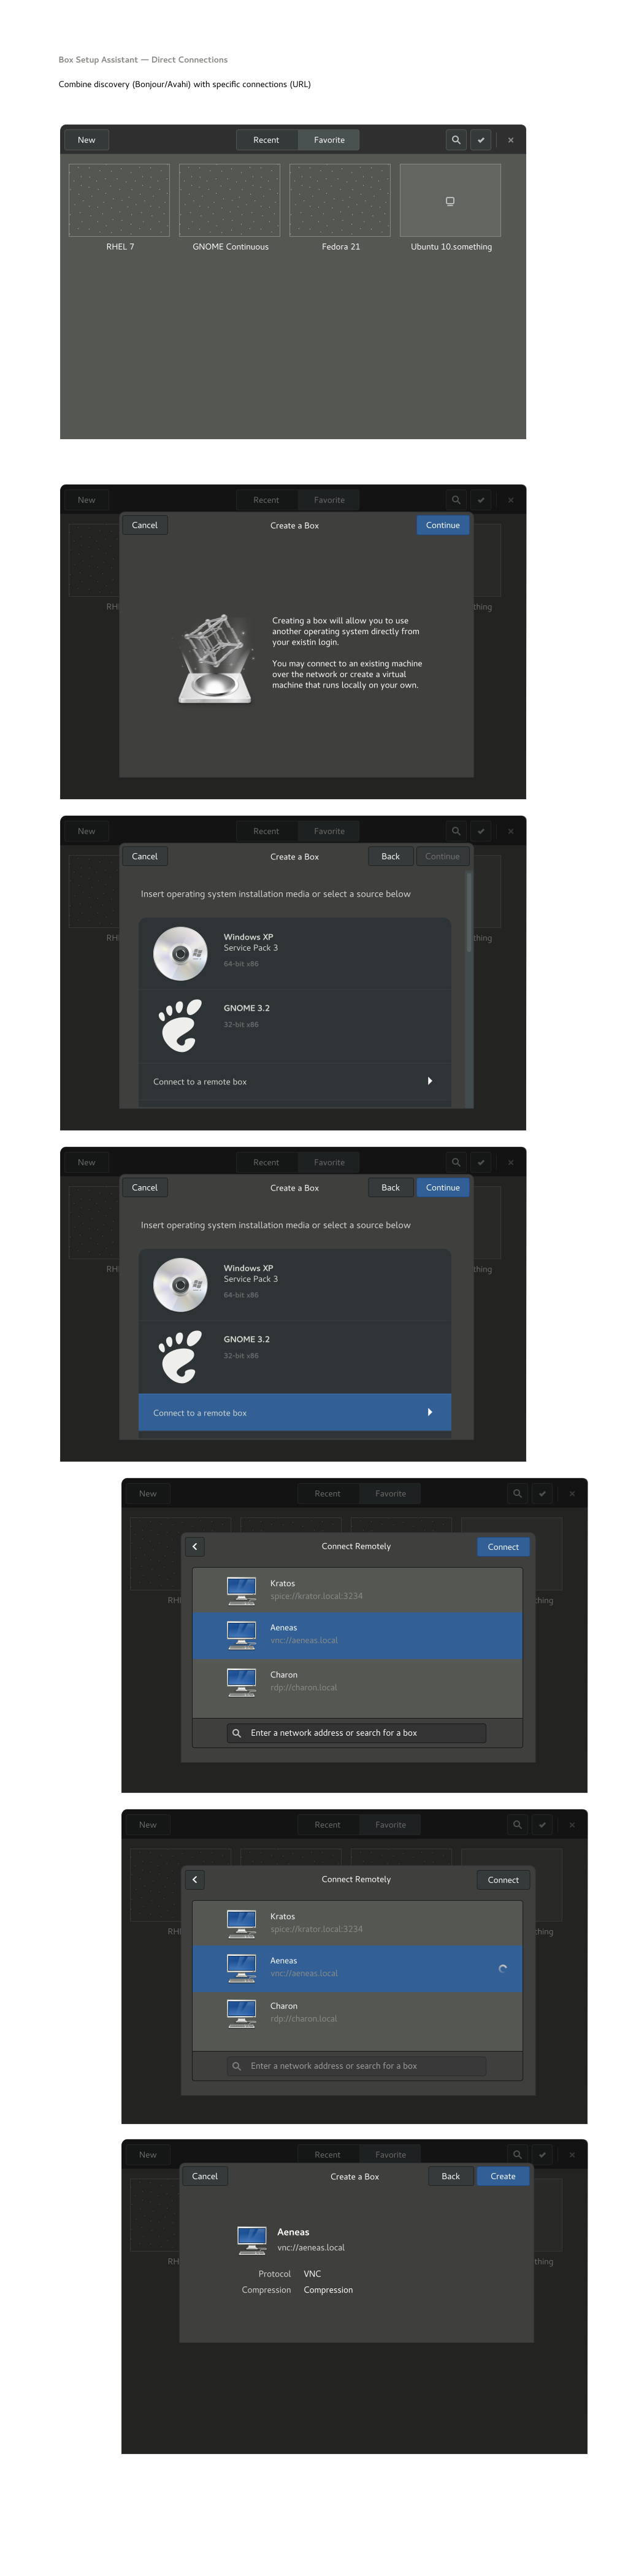 Box Setup Assistant — Direct Connections
Combine discovery (Bonjour/Avahi) with specific connections (URL)
New Recent Favorite
RHEL 7 GNOME Continuous Fedora 21 Ubuntu 10.something
New Recent Favorite
Cancel Create a Box Continue
RH thing
Creating a box will allow you to use
another operating system directly from
your existin login.
You may connect to an existing machine
over the network or create a virtual
machine that runs locally on your own.
New Recent Favorite
Cancel Create a Box Back Continue
Insert operating system installation media or select a source below
Windows XP
Service Pack 3
RH thing
64-bit x86
GNOME 3.2
32-bit x86
Connect to a remote box
New Recent Favorite
Cancel Create a Box Back Continue
Insert operating system installation media or select a source below
Windows XP
Service Pack 3
RH thing
64-bit x86
GNOME 3.2
32-bit x86
Connect to a remote box
New Recent Favorite
Connect Remotely Connect
Kratos
spice://krator.local:3234
RH thing
Aeneas
vnc://aeneas.local
Charon
rdp://charon.local
Enter a network address or search for a box
New Recent Favorite
Connect Remotely Connect
Kratos
spice://krator.local:3234
RH thing
Aeneas
vnc://aeneas.local
Charon
rdp://charon.local
Enter a network address or search for a box
New Recent Favorite
Cancel Create a Box Back Create
Aeneas
vnc://aeneas.local
RH thing
Protocol VNC
Compression Compression